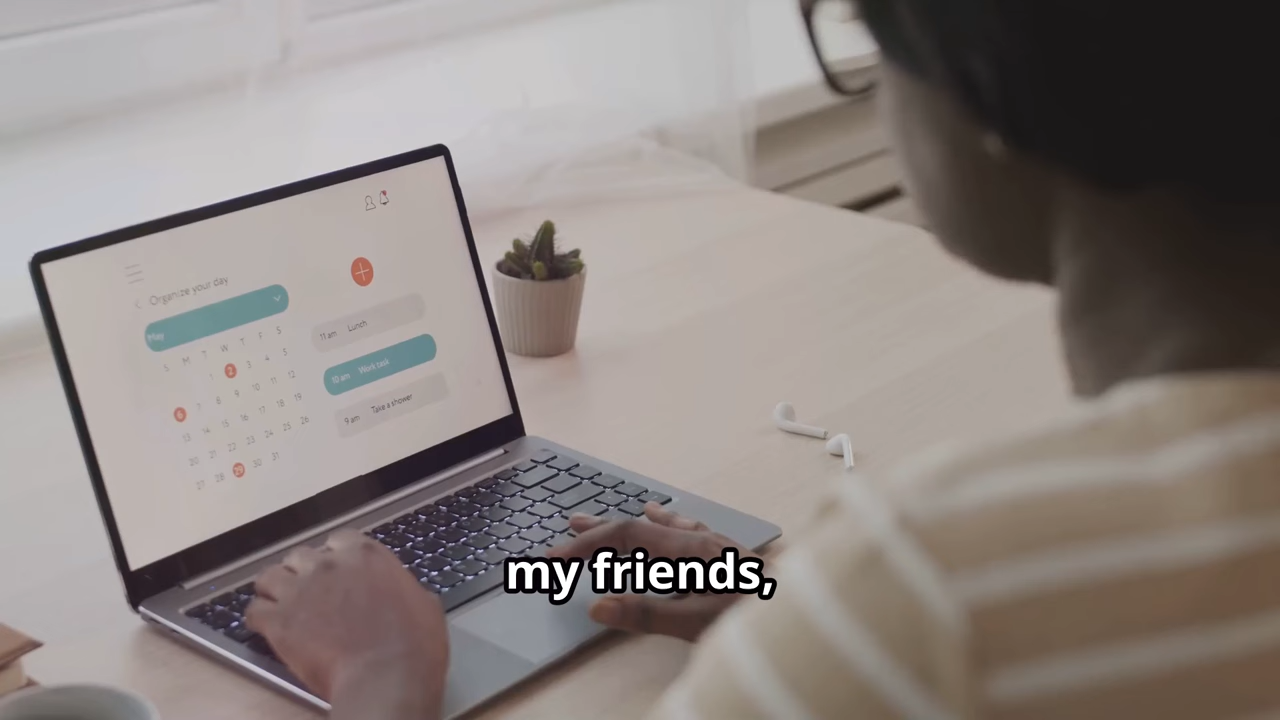 Organize your day
May
S M T W T F S
1 2 3 4 5
6 7 8 9 10 11 12
13 14 15 16 17 18 19
20 21 22 23 24 25 26
27 28 29 30 31
11 am Lunch
10 am Work task
9 am Take a shower
my friends,